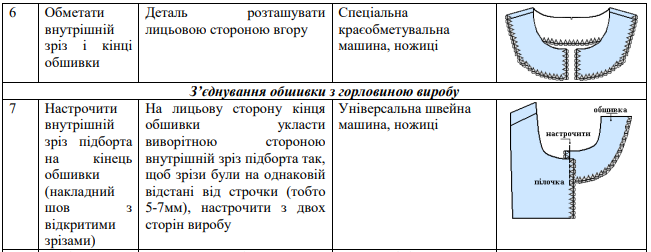 6
Обметати
внутрішній
зріз і кінці
обшивки
Деталь розташувати
лицьовою стороною вгору
Спеціальна
краєобметувальна
машина, ножиці
З’єднування обшивки з горловиною виробу
7
Настрочити
внутрішній
зріз підборта
на кінець
обшивки
(накладний
шов з
відкритими
зрізами)
На лицьову сторону кінця
обшивки укласти
виворітною стороною
внутрішній зріз підборта так,
щоб зрізи були на однаковій
відстані від строчки (тобто
5-7мм), настрочити з двох
сторін виробу
Універсальна швейна
машина, ножиці
обшивка
настрочити
пілочка